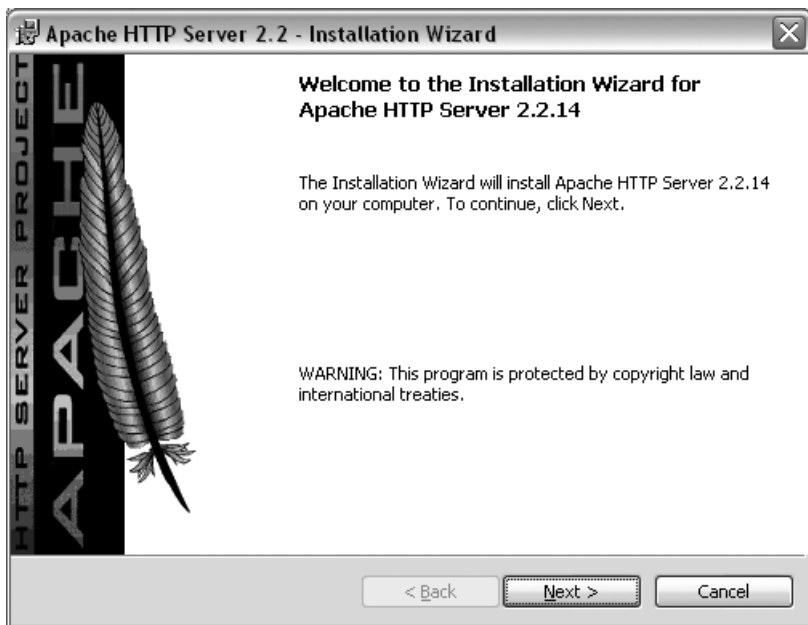 Apache HTTP Server 2.2 - Installation Wizard
HTTP SERVER PROJECT
APACHE
Welcome to the Installation Wizard for
Apache HTTP Server 2.2.14
The Installation Wizard will install Apache HTTP Server 2.2.14
on your computer. To continue, click Next.
WARNING: This program is protected by copyright law and
international treaties.
< Back
Next >
Cancel